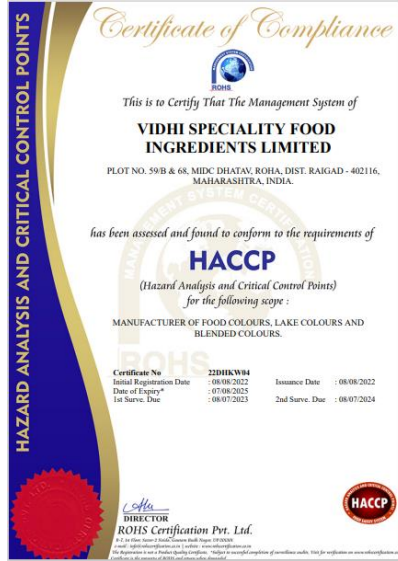 Certificate of Compliance
ROHS
This is to Certify That The Management System of
VIDHI SPECIALITY FOOD
INGREDIENTS LIMITED
PLOT NO. 59/B & 68, MIDC DHATAV, ROHA, DIST. RAIGAD - 402116,
MAHARASHTRA, INDIA.
has been assessed and found to conform to the requirements of
HACCP
(Hazard Analysis and Critical Control Points)
for the following scope :
MANUFACTURER OF FOOD COLOURS, LAKE COLOURS AND
BLENDED COLOURS.
Certificate No 22DHKW04
Initial Registration Date : 08/08/2022 Issuance Date : 08/08/2022
Date of Expiry* : 07/08/2025
1st Surve. Due : 08/07/2023 2nd Surve. Due : 08/07/2024
DIRECTOR
ROHS Certification Pvt. Ltd.
HACCP
HAZARD ANALYSIS AND CRITICAL CONTROL POINTS
MANAGEMENT SYSTEM CERTIFICATION
ROHS